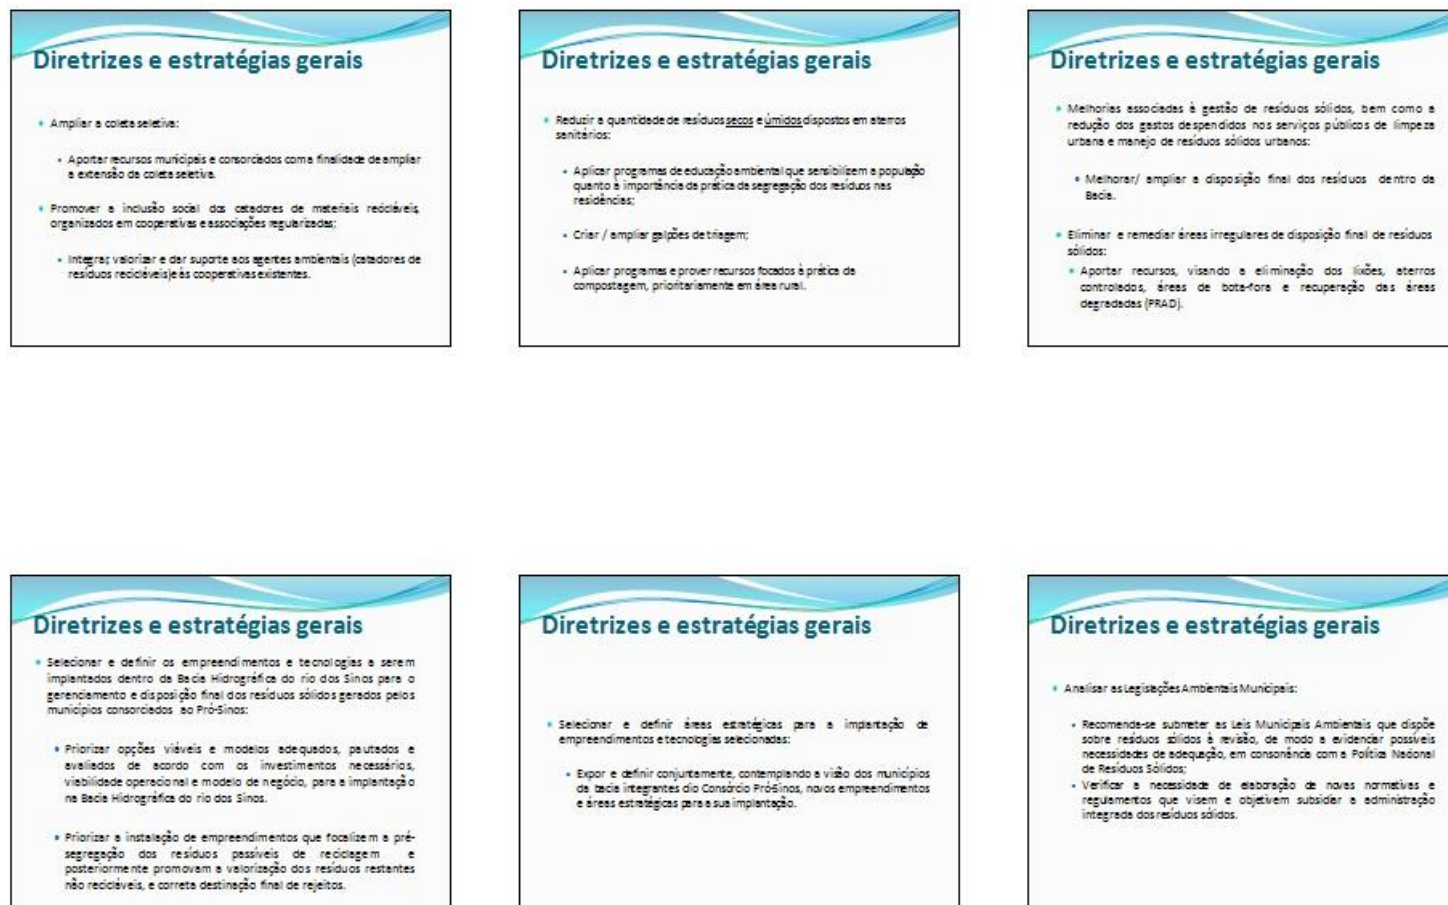 Diretrizes e estratégias gerais
• Ampliar a coleta seletiva:
• Aportar recursos municipais e consorciados com a finalidade de ampliar
a extensão da coleta seletiva.
• Promover a inclusão social dos catadores de materiais recicláveis,
organizados em cooperativas e associações regularizadas;
• Integrar, valorizar e dar suporte aos agentes ambientais (catadores de
resíduos recicláveis)e às cooperativas existentes.
Diretrizes e estratégias gerais
• Reduzir a quantidade de resíduos secos e úmidos dispostos em aterros
sanitários:
• Aplicar programas de educação ambiental que sensibilizem a população
quanto à importância da prática da segregação dos resíduos nas
residências;
• Criar / ampliar galpões de triagem;
• Aplicar programas e prover recursos focados à prática da
compostagem, prioritariamente em área rural.
Diretrizes e estratégias gerais
• Melhorias associadas à gestão de resíduos sólidos, bem como a
redução dos gastos despendidos nos serviços públicos de limpeza
urbana e manejo de resíduos sólidos urbanos:
• Melhorar/ ampliar a disposição final dos resíduos dentro da
Bacia.
• Eliminar e remediar áreas irregulares de disposição final de resíduos
sólidos:
• Aportar recursos, visando a eliminação dos lixões, aterros
controlados, áreas de bota-fora e recuperação das áreas
degradadas (PRAD).
Diretrizes e estratégias gerais
• Selecionar e definir os empreendimentos e tecnologias a serem
implantados dentro da Bacia Hidrográfica do rio dos Sinos para o
gerenciamento e disposição final dos resíduos sólidos gerados pelos
municípios consorciados ao Pró-Sinos:
• Priorizar opções viáveis e modelos adequados, pautados e
avaliados de acordo com os investimentos necessários,
viabilidade operacional e modelo de negócio, para a implantação
na Bacia Hidrográfica do rio dos Sinos.
• Priorizar a instalação de empreendimentos que focalizem a pré-
segregação dos resíduos passíveis de reciclagem e
posteriormente promovam a valorização dos resíduos restantes
não recicláveis, e correta destinação final de rejeitos.
Diretrizes e estratégias gerais
• Selecionar e definir áreas estratégicas para a implantação de
empreendimentos e tecnologias selecionadas:
• Expor e definir conjuntamente, contemplando a visão dos municípios
da bacia integrantes dio Consórcio Pró-Sinos, novos empreendimentos
e áreas estratégicas para a sua implantação.
Diretrizes e estratégias gerais
• Analisar as Legislações Ambientais Municipais:
• Recomenda-se submeter as Leis Municipais Ambientais que dispõe
sobre resíduos sólidos à revisão, de modo a evidenciar possíveis
necessidades de adequação, em consonância com a Política Nacional
de Resíduos Sólidos;
• Verificar a necessidade de elaboração de novas normativas e
regulamentos que visem e objetivem subsidiar a administração
integrada dos resíduos sólidos.